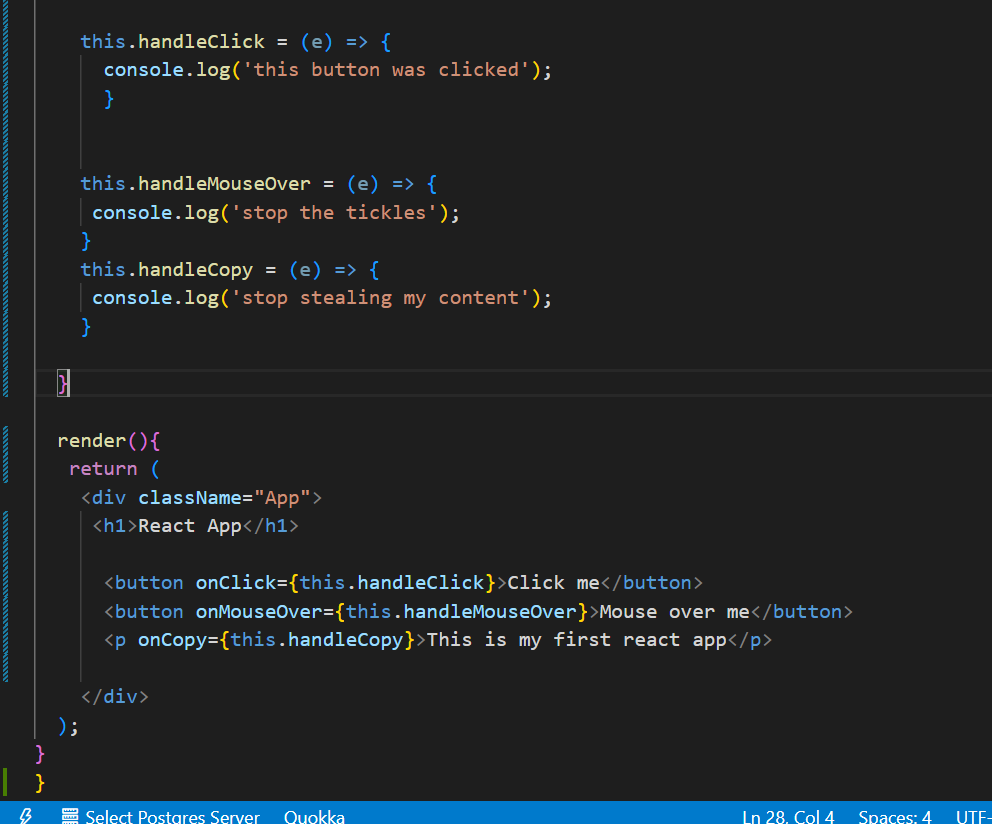 this.handleClick = (e) => {
console.log('this button was clicked');
}
this.handleMouseOver = (e) => {
console.log('stop the tickles');
}
this.handleCopy = (e) => {
console.log('stop stealing my content');
}
}
render(){
return (
<div className="App">
<h1>React App</h1>
<button onClick={this.handleClick}>Click me</button>
<button onMouseOver={this.handleMouseOver}>Mouse over me</button>
<p onCopy={this.handleCopy}>This is my first react app</p>
</div>
);
}
}
Select Postgres Server Quokka Ln 28, Col 4 Spaces: 4 UTF-